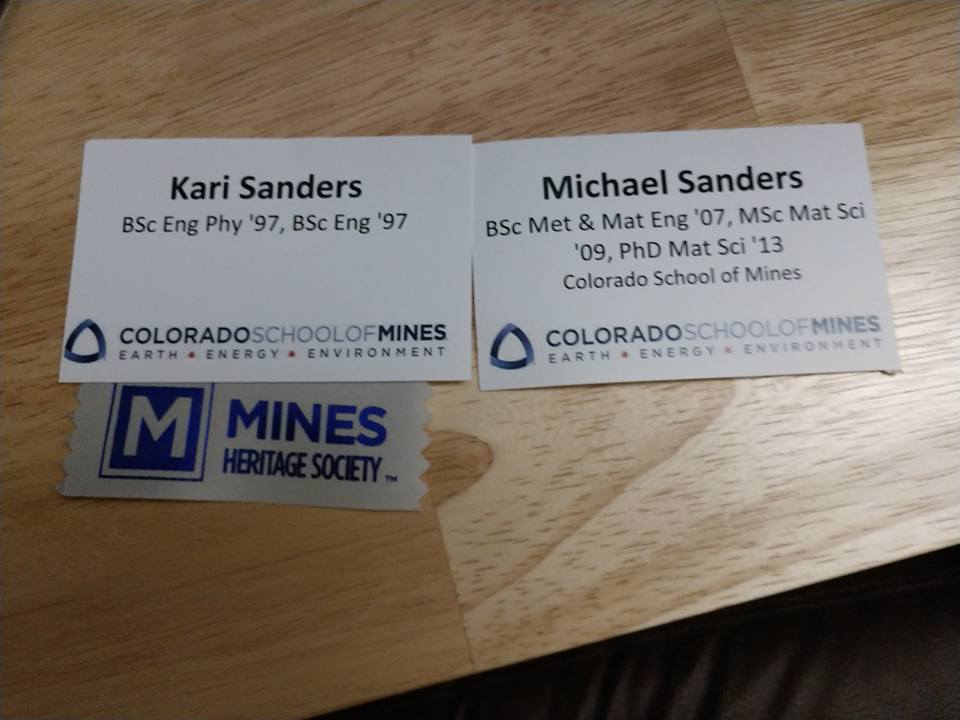 Kari Sanders
BSc Eng Phy '97, BSc Eng '97
COLORADOSCHOOLOFMINES
EARTH • ENERGY • ENVIRONMENT
M MINES
HERITAGE SOCIETY™
Michael Sanders
BSc Met & Mat Eng '07, MSc Mat Sci
'09, PhD Mat Sci '13
Colorado School of Mines
COLORADOSCHOOLOFMINES
EARTH • ENERGY • ENVIRONMENT